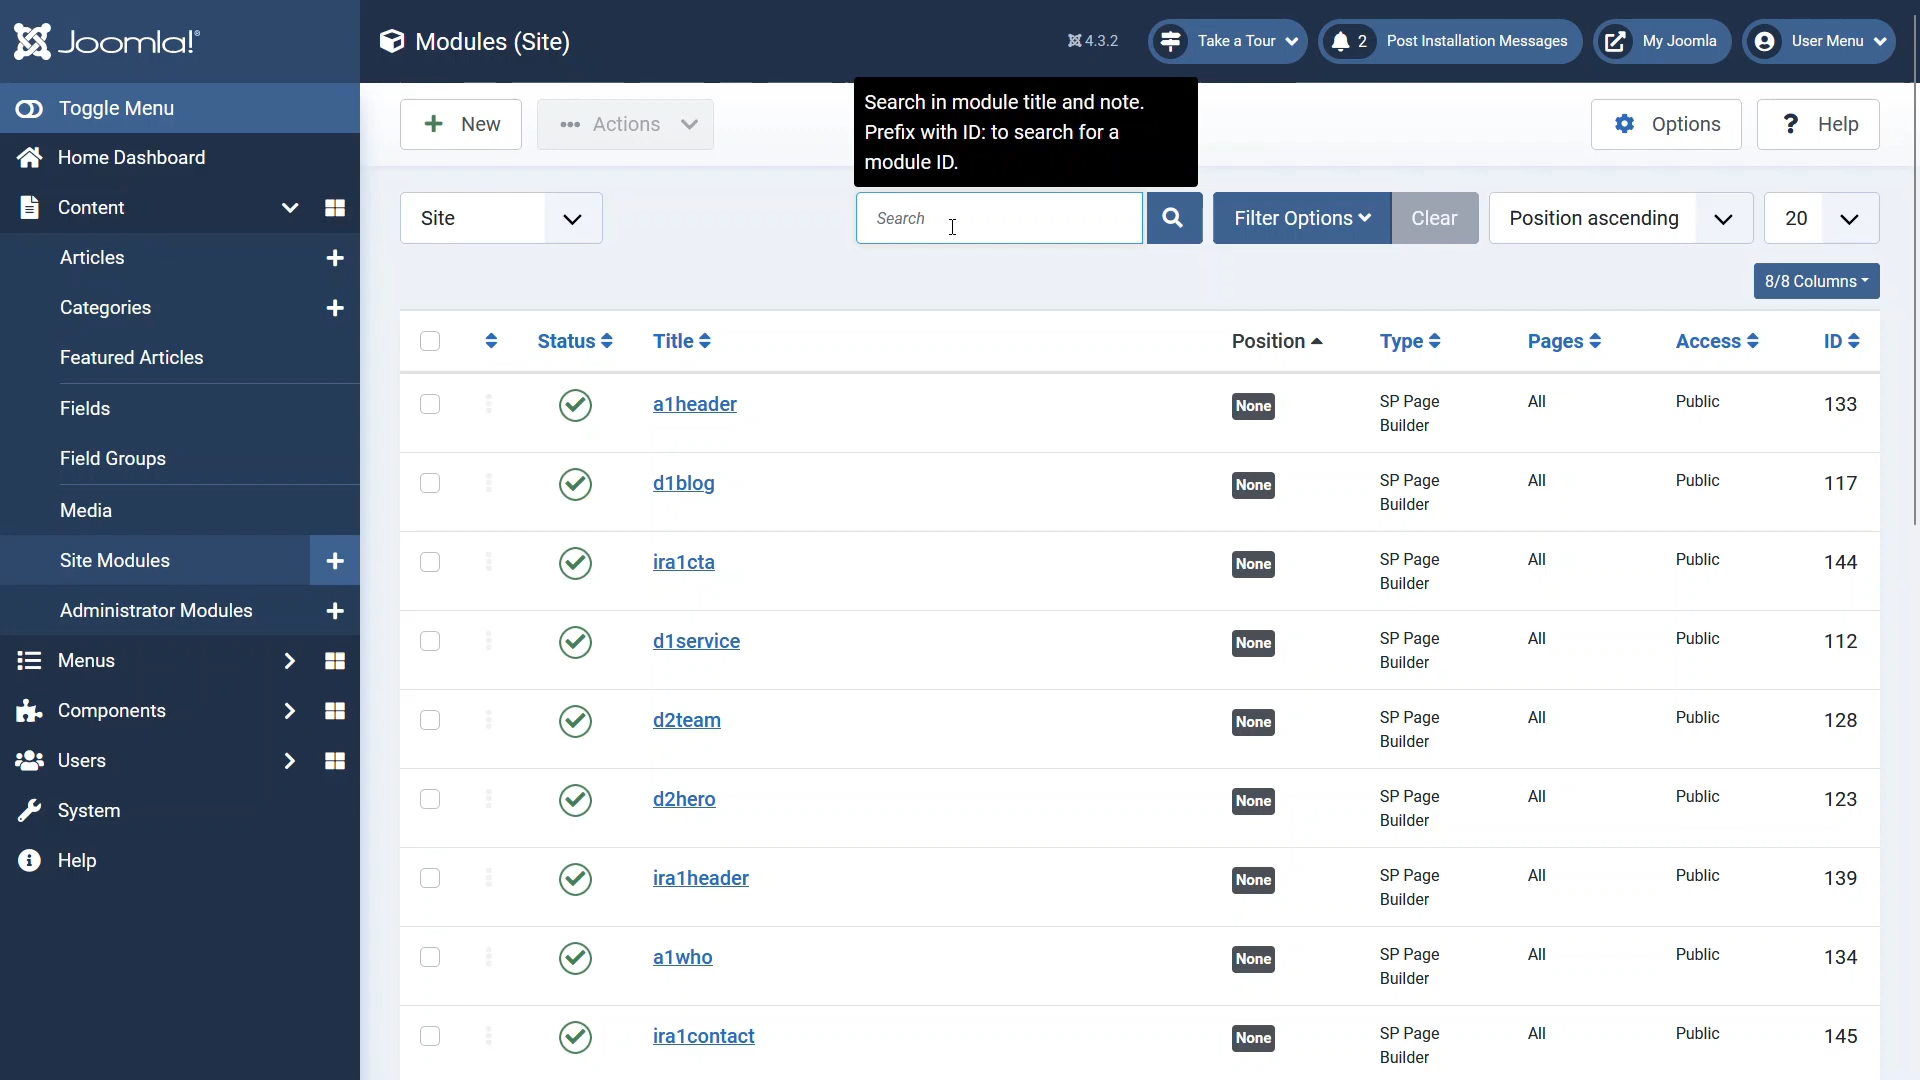 Joomla!
Modules (Site)
4.3.2
Take a Tour
2 Post Installation Messages
My Joomla
User Menu
Toggle Menu
Home Dashboard
Content
Articles
Categories
Featured Articles
Fields
Field Groups
Media
Site Modules
Administrator Modules
Menus
Components
Users
System
Help
New
Actions
Search in module title and note.
Prefix with ID: to search for a
module ID.
Options
Help
Site
Search
Filter Options
Clear
Position ascending
20
8/8 Columns
Status Title Position Type Pages Access ID
a1header None SP Page All Public 133
Builder
d1blog None SP Page All Public 117
Builder
ira1cta None SP Page All Public 144
Builder
d1service None SP Page All Public 112
Builder
d2team None SP Page All Public 128
Builder
d2hero None SP Page All Public 123
Builder
ira1header None SP Page All Public 139
Builder
a1who None SP Page All Public 134
Builder
ira1contact None SP Page All Public 145
Builder